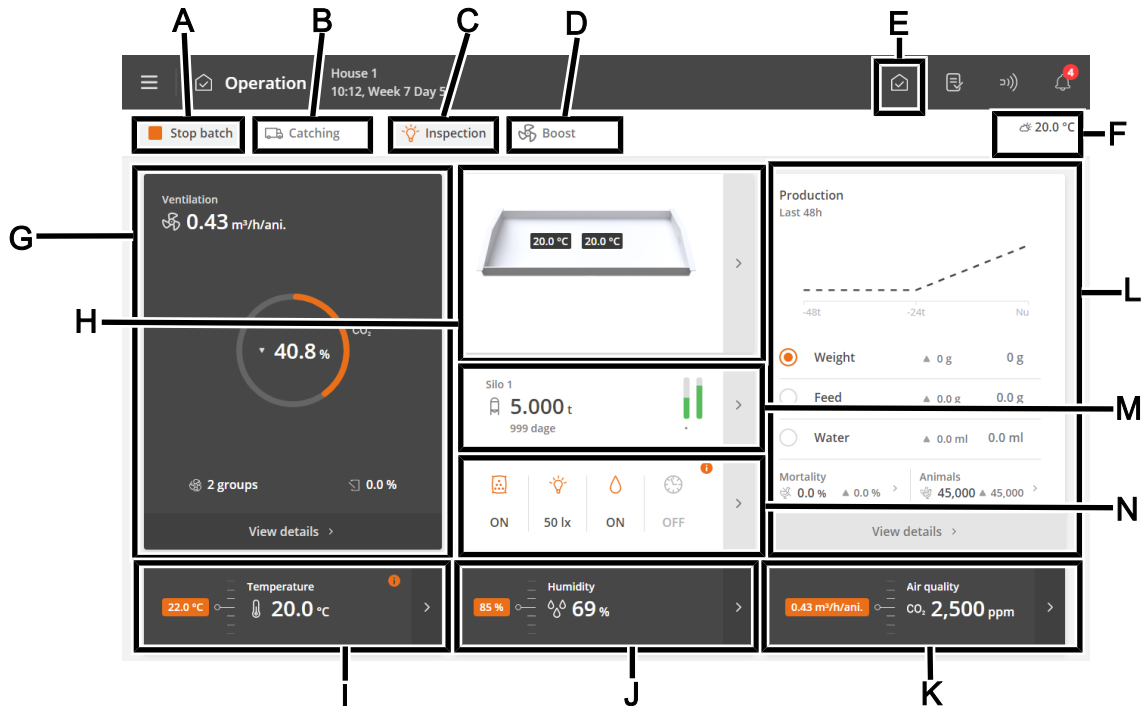 A B C D E
Operation
House 1
10:12, Week 7 Day 5
4
Stop batch
Catching
Inspection
Boost
20.0 °C
F
G
Ventilation
0.43 m³/h/ani.
CO₂
40.8 %
2 groups
0.0 %
View details
H
20.0 °C 20.0 °C
Silo 1
5.000 t
999 dage
M
ON
50 lx
ON
OFF
N
Production
Last 48h
-48t -24t Nu
L
Weight 0 g 0 g
Feed 0.0 g 0.0 g
Water 0.0 ml 0.0 ml
Mortality
0.0 % 0.0 %
Animals
45,000 45,000
View details
Temperature
22.0 °C 20.0 °C
Humidity
85 % 69 %
Air quality
0.43 m³/h/ani. CO₂ 2,500 ppm
I J K